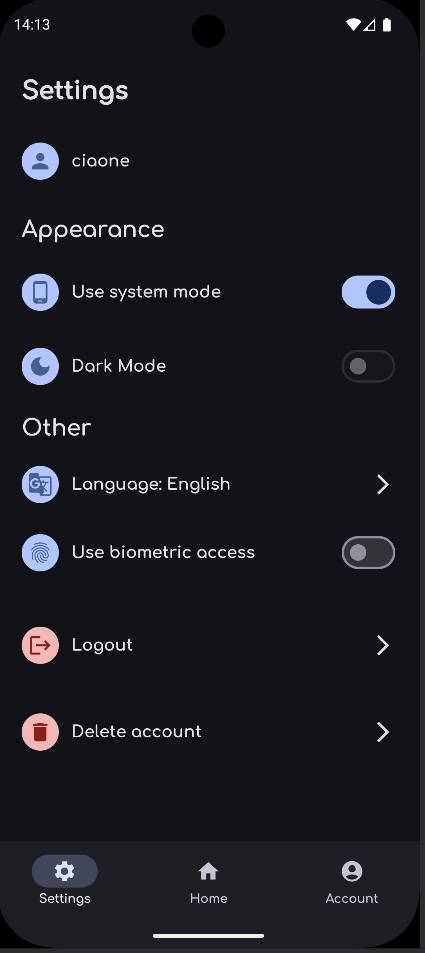 14:13
Settings
ciaone
Appearance
Use system mode
Dark Mode
Other
Language: English
Use biometric access
Logout
Delete account
Settings
Home
Account